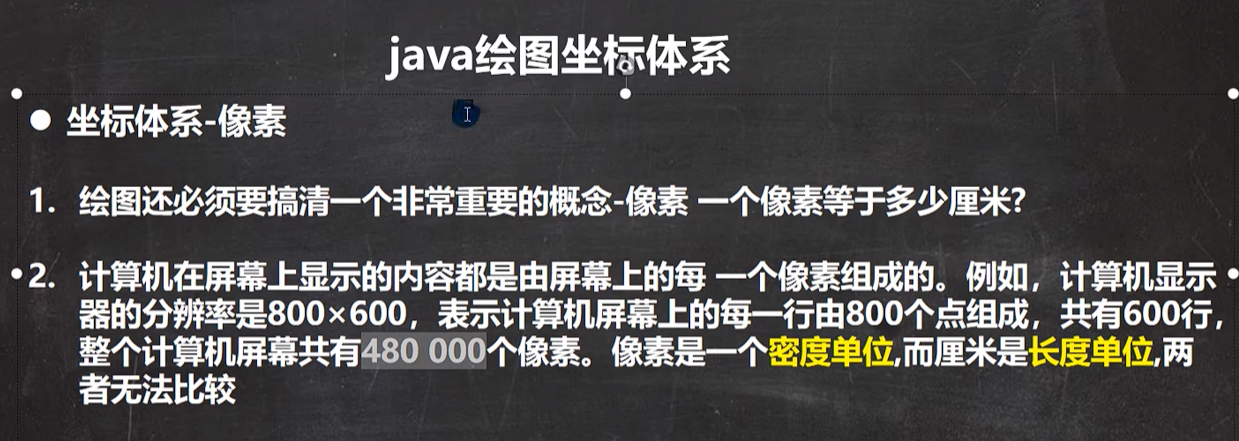 java绘图坐标体系
● 坐标体系-像素
1. 绘图还必须要搞清一个非常重要的概念-像素 一个像素等于多少厘米?
2. 计算机在屏幕上显示的内容都是由屏幕上的每 一个像素组成的。例如，计算机显示
器的分辨率是800×600，表示计算机屏幕上的每一行由800个点组成，共有600行，
整个计算机屏幕共有480 000个像素。像素是一个密度单位,而厘米是长度单位,两
者无法比较